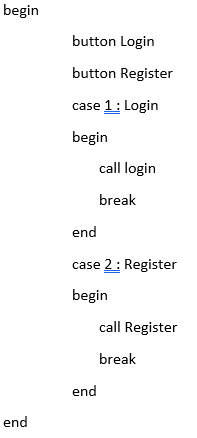 begin
button Login
button Register
case 1 : Login
begin
call login
break
end
case 2 : Register
begin
call Register
break
end
end